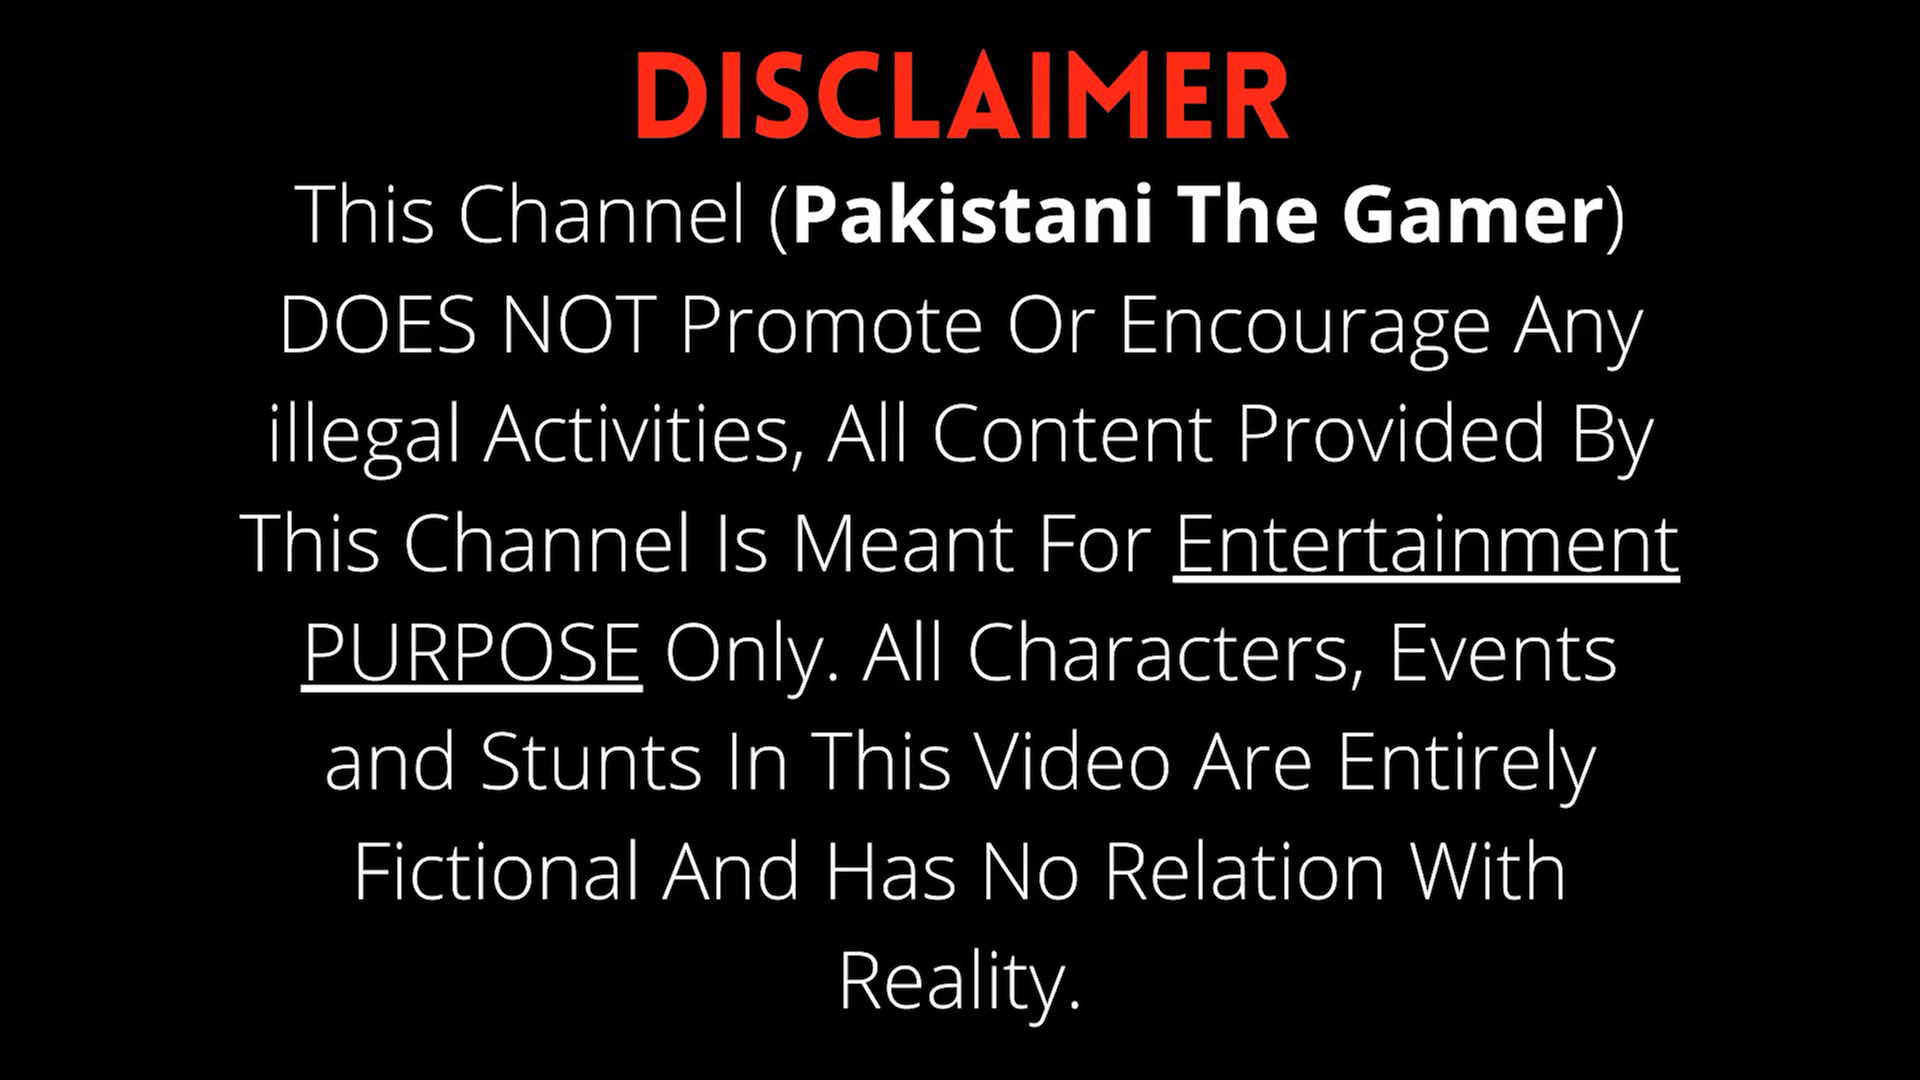 DISCLAIMER
This Channel (Pakistani The Gamer)
DOES NOT Promote Or Encourage Any
illegal Activities, All Content Provided By
This Channel Is Meant For Entertainment
PURPOSE Only. All Characters, Events
and Stunts In This Video Are Entirely
Fictional And Has No Relation With
Reality.